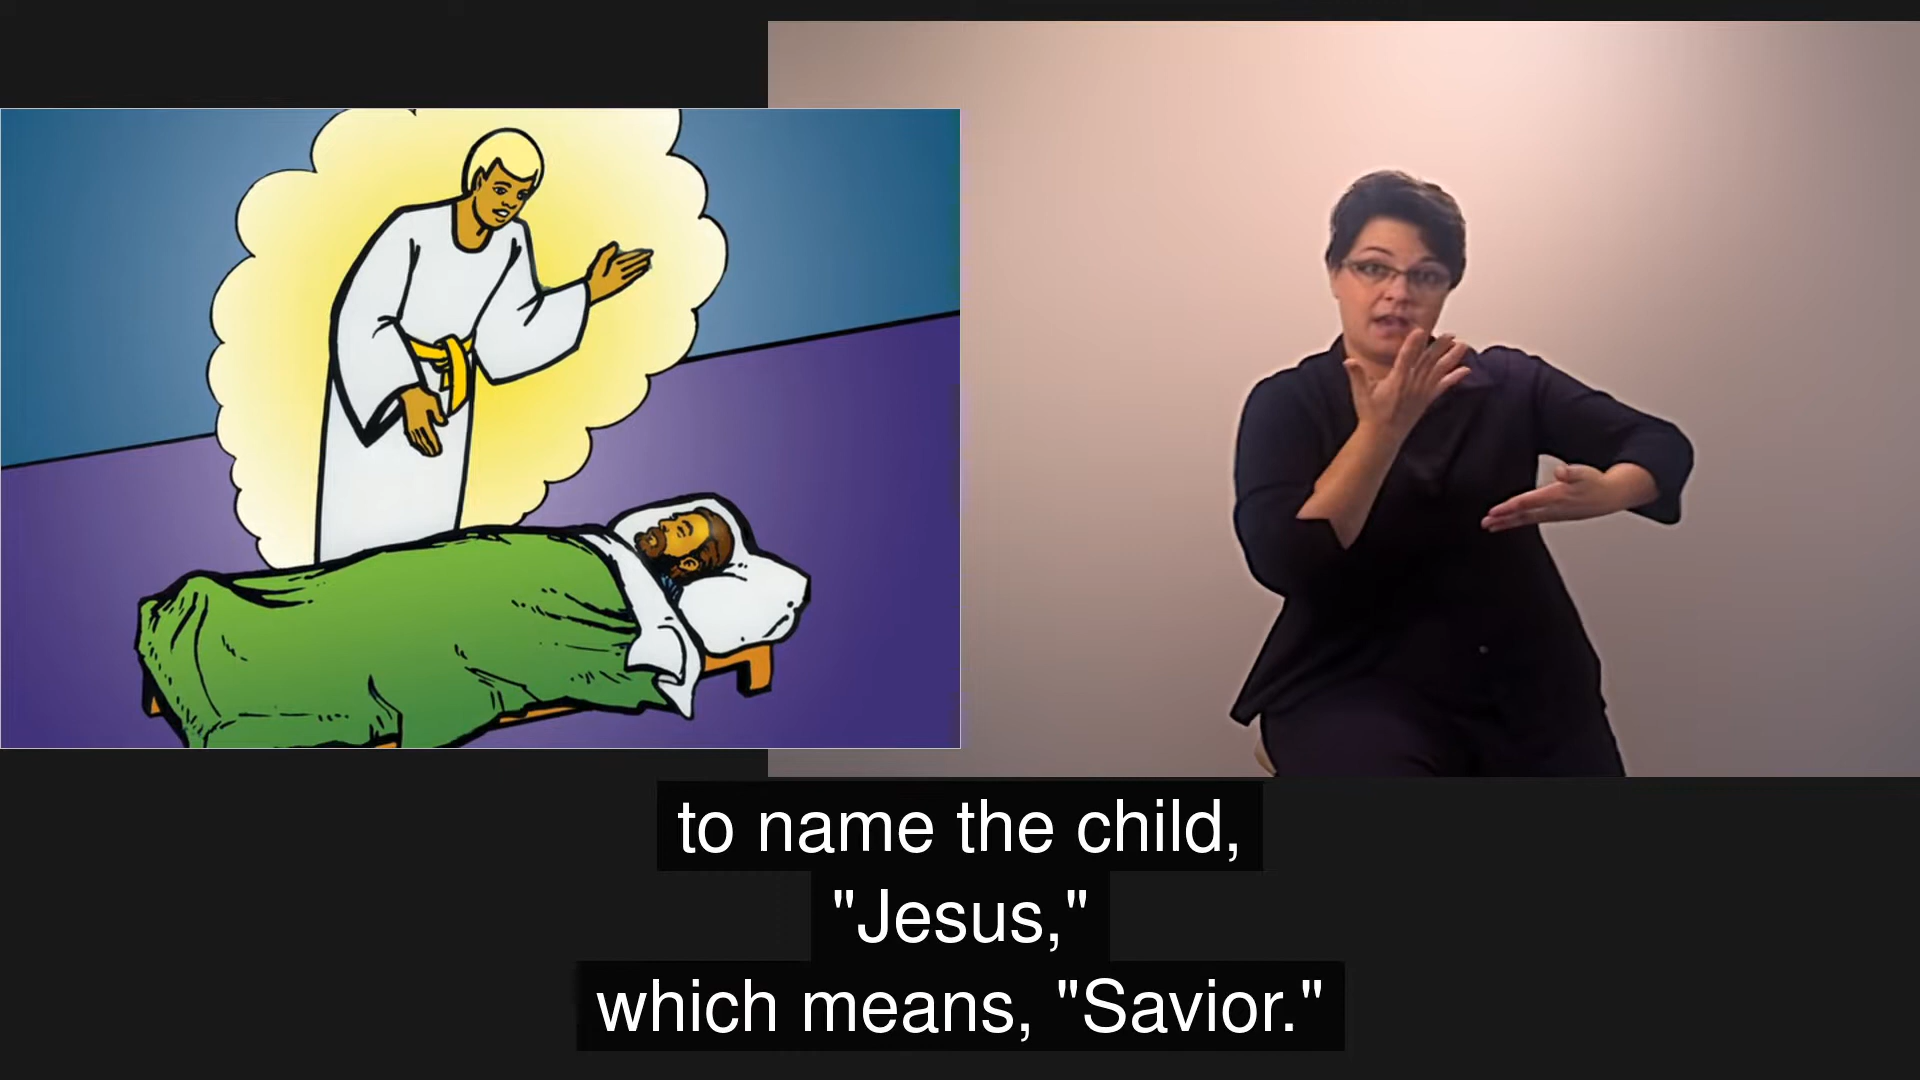 to name the child,
"Jesus,"
which means, "Savior."